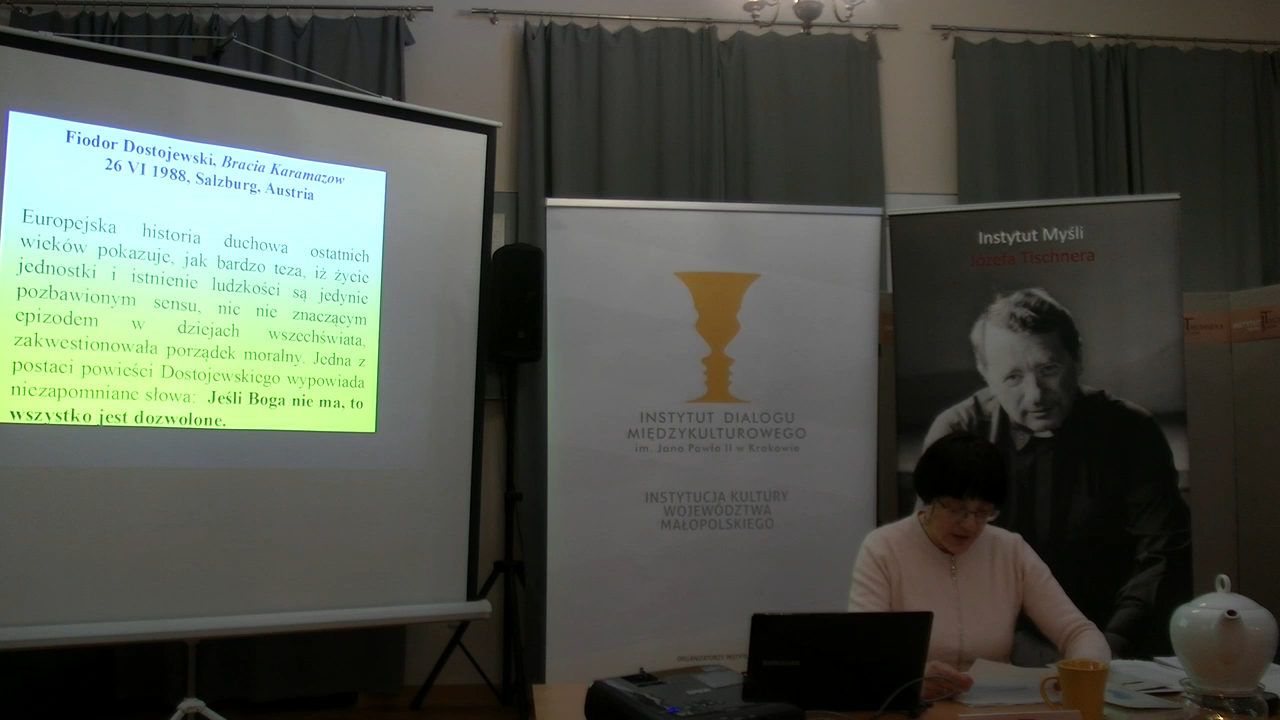 Fiodor Dostojewski, Bracia Karamazow
26 VI 1988, Salzburg, Austria
Europejska historia duchowa ostatnich
wieków pokazuje, jak bardzo teza, iż życie
jednostki i istnienie ludzkości są jedynie
pozbawionym sensu, nic nie znaczącym
epizodem w dziejach wszechświata,
zakwestionowała porządek moralny. Jedna z
postaci powieści Dostojewskiego wypowiada
niezapomniane słowa: Jeśli Boga nie ma, to
wszystko jest dozwolone.
INSTYTUT DIALOGU
MIĘDZYKULTUROWEGO
im. Jana Pawła II w Krakowie
INSTYTUCJA KULTURY
WOJEWÓDZTWA
MAŁOPOLSKIEGO
Instytut Myśli
Józefa Tischnera